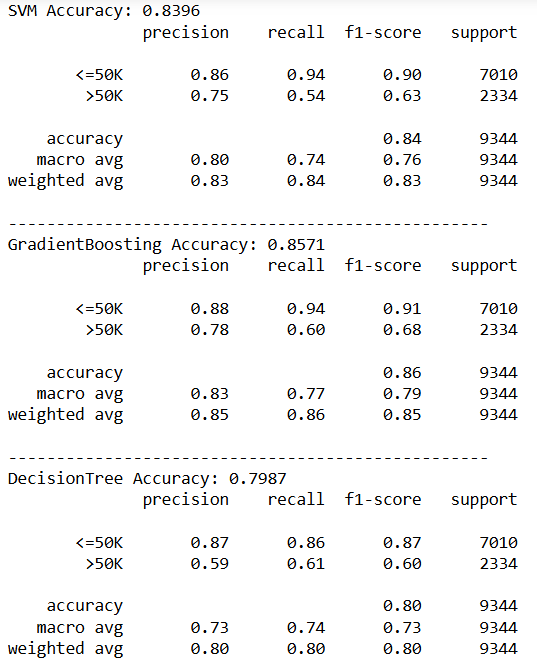 SVM Accuracy: 0.8396
precision recall f1-score support
<=50K 0.86 0.94 0.90 7010
>50K 0.75 0.54 0.63 2334
accuracy 0.84 9344
macro avg 0.80 0.74 0.76 9344
weighted avg 0.83 0.84 0.83 9344
--------------------------------------------------
GradientBoosting Accuracy: 0.8571
precision recall f1-score support
<=50K 0.88 0.94 0.91 7010
>50K 0.78 0.60 0.68 2334
accuracy 0.86 9344
macro avg 0.83 0.77 0.79 9344
weighted avg 0.85 0.86 0.85 9344
--------------------------------------------------
DecisionTree Accuracy: 0.7987
precision recall f1-score support
<=50K 0.87 0.86 0.87 7010
>50K 0.59 0.61 0.60 2334
accuracy 0.80 9344
macro avg 0.73 0.74 0.73 9344
weighted avg 0.80 0.80 0.80 9344